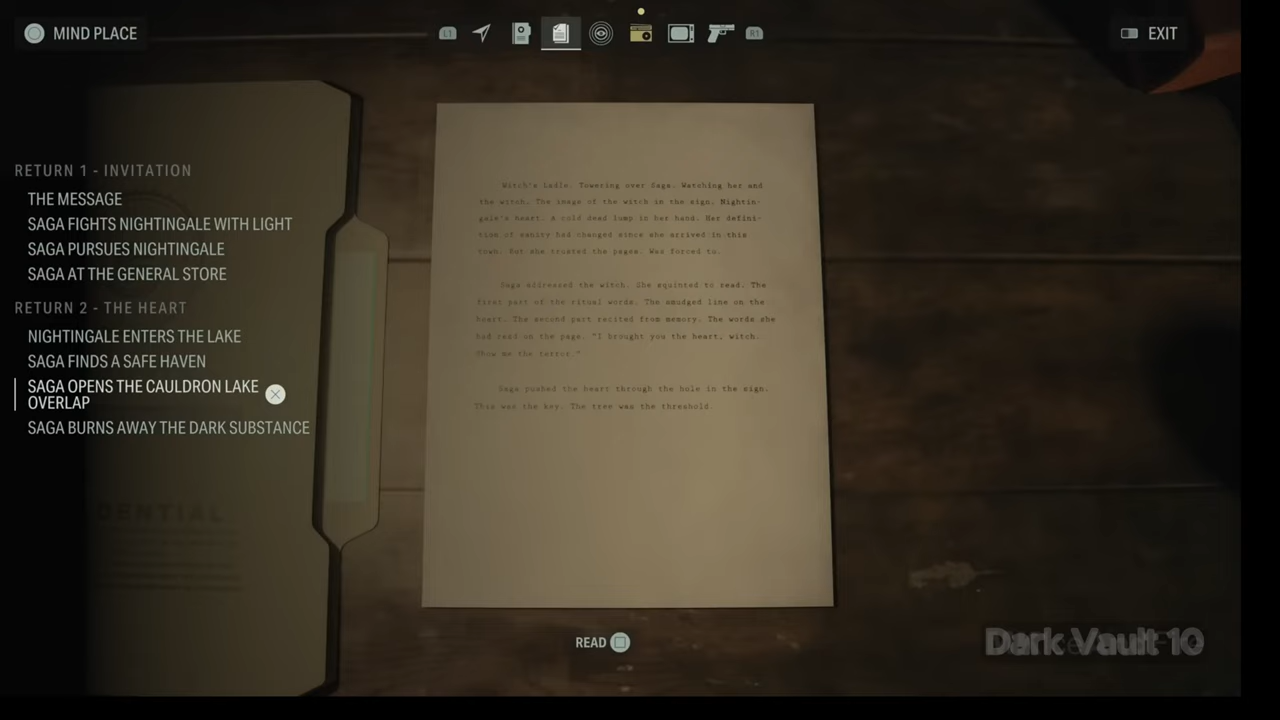 MIND PLACE
L1
R1
EXIT
RETURN 1 - INVITATION
THE MESSAGE
SAGA FIGHTS NIGHTINGALE WITH LIGHT
SAGA PURSUES NIGHTINGALE
SAGA AT THE GENERAL STORE
RETURN 2 - THE HEART
NIGHTINGALE ENTERS THE LAKE
SAGA FINDS A SAFE HAVEN
SAGA OPENS THE CAULDRON LAKE
OVERLAP
SAGA BURNS AWAY THE DARK SUBSTANCE
DENTIAL
Witch's Ladle. Towering over Saga. Watching her and
the witch. The image of the witch in the sign. Nightin-
gale's heart. A cold dead lump in her hand. Her defini-
tion of sanity had changed since she arrived in this
town. But she trusted the pages. Was forced to.
Saga addressed the witch. She squinted to read. The
first part of the ritual words. The smudged line on the
heart. The second part recited from memory. The words she
had read on the page. "I brought you the heart, witch.
Show me the terror."
Saga pushed the heart through the hole in the sign.
This was the key. The tree was the threshold.
READ
Dark Vault 10